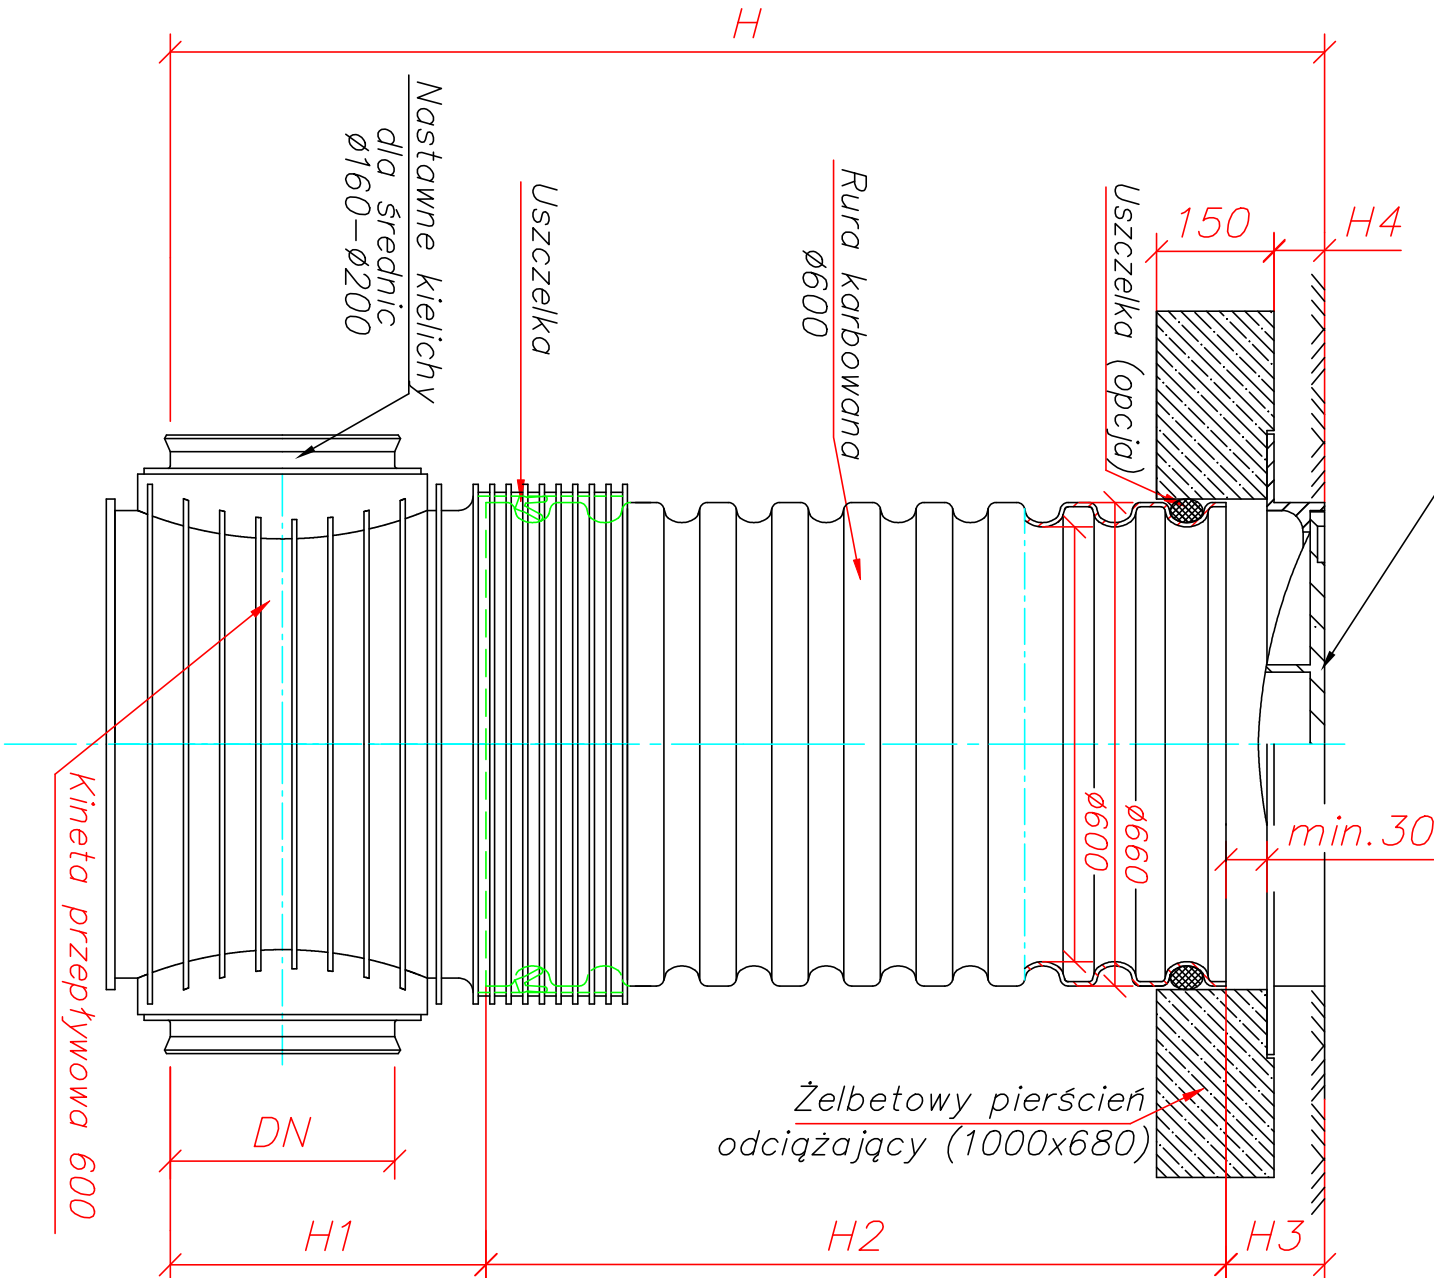 H
Nastawne kielichy
dla średnic
ø160-ø200
Uszczelka
Rura karbowana
ø600
Uszczelka (opcja)
150
H4
ø600
ø660
min.30
Kineta przepływowa 600
Żelbetowy pierścień
odciążający (1000x680)
DN
H1
H2
H3